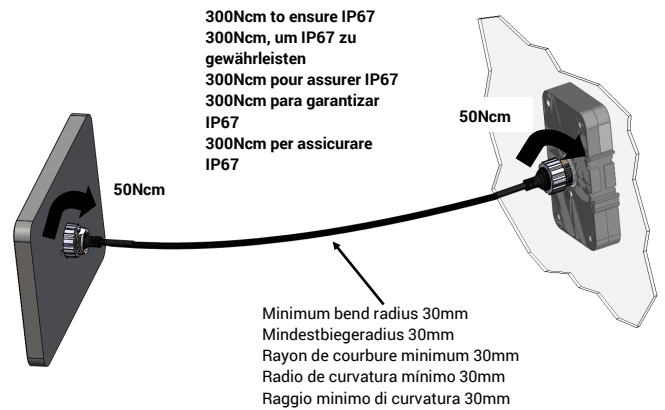 300Ncm to ensure IP67
300Ncm, um IP67 zu
gewährleisten
300Ncm pour assurer IP67
300Ncm para garantizar
IP67
300Ncm per assicurare
IP67
50Ncm
50Ncm
Minimum bend radius 30mm
Mindestbiegeradius 30mm
Rayon de courbure minimum 30mm
Radio de curvatura mínimo 30mm
Raggio minimo di curvatura 30mm